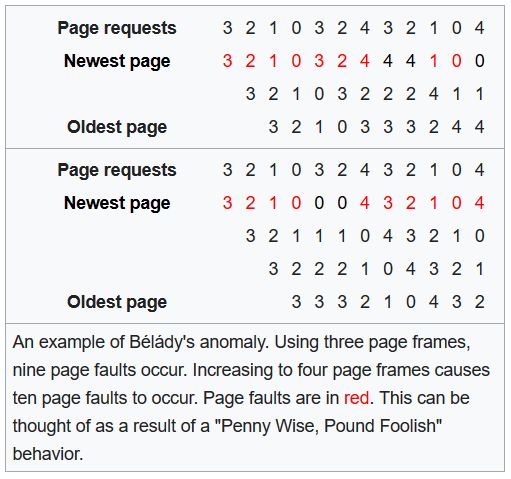 Page requests 3 2 1 0 3 2 4 3 2 1 0 4
Newest page 3 2 1 0 3 2 4 4 4 1 0 0
3 2 1 0 3 2 2 2 4 1 1
Oldest page 3 2 1 0 3 3 3 2 4 4
Page requests 3 2 1 0 3 2 4 3 2 1 0 4
Newest page 3 2 1 0 0 0 4 3 2 1 0 4
3 2 1 1 1 0 4 3 2 1 0
3 2 2 2 1 0 4 3 2 1
Oldest page 3 3 3 2 1 0 4 3 2
An example of Bélády's anomaly. Using three page frames,
nine page faults occur. Increasing to four page frames causes
ten page faults to occur. Page faults are in red. This can be
thought of as a result of a "Penny Wise, Pound Foolish"
behavior.